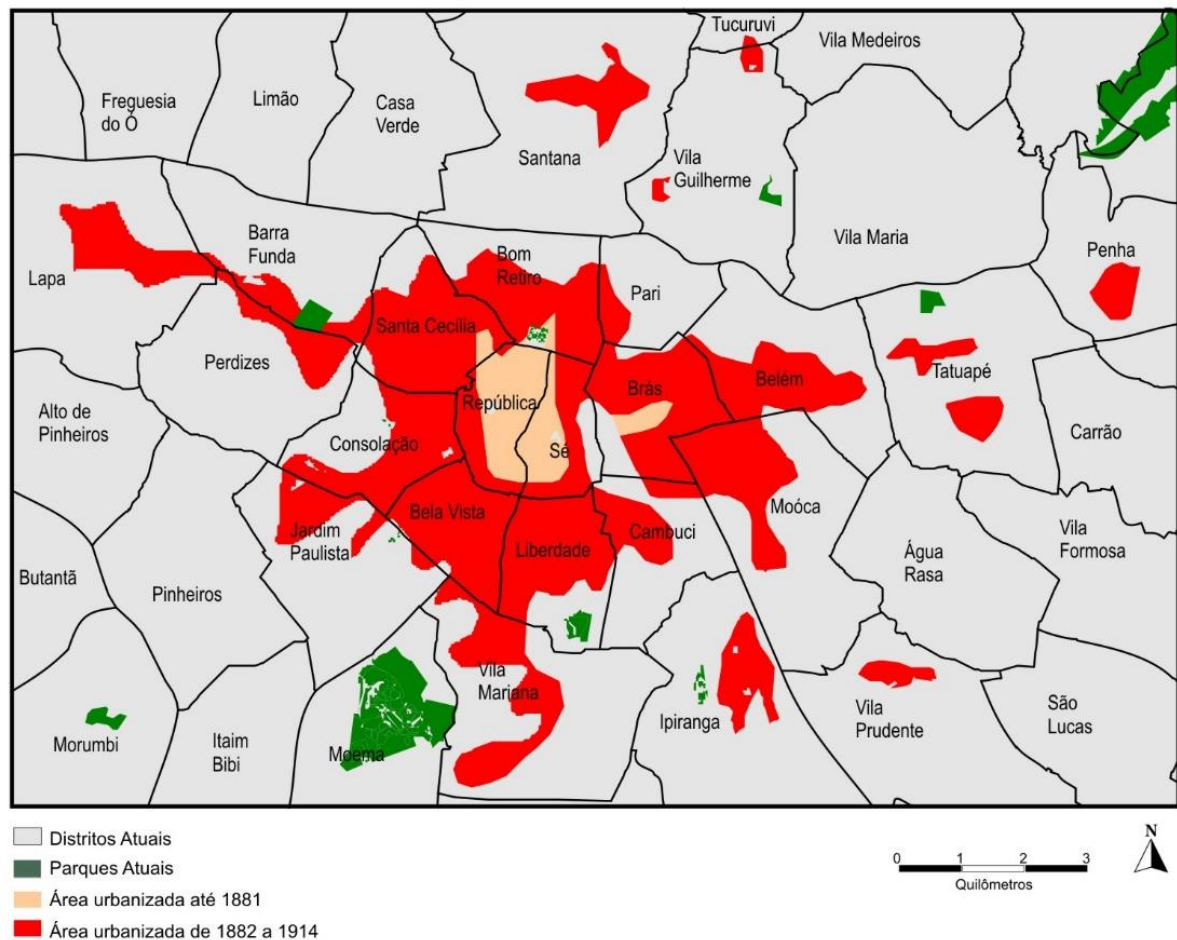 Tucuruvi
Vila Medeiros
Freguesia
do Ó
Limão
Casa
Verde
Santana
Vila
Guilherme
Vila Maria
Penha
Lapa
Barra
Funda
Bom
Retiro
Pari
Santa Cecília
Perdizes
Brás
Belém
Tatuapé
Alto de
Pinheiros
República
Consolação
Sé
Carrão
Bela Vista
Moóca
Jardim
Paulista
Liberdade
Cambuci
Água
Rasa
Vila
Formosa
Butantã
Pinheiros
Vila
Mariana
Ipiranga
Vila
Prudente
São
Lucas
Morumbi
Itaim
Bibi
Moema
Distritos Atuais
Parques Atuais
Área urbanizada até 1881
Área urbanizada de 1882 a 1914
0 1 2 3
Quilômetros
N